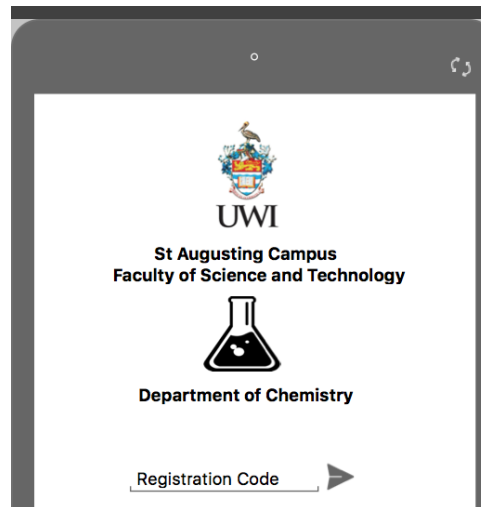 UWI
St Augusting Campus
Faculty of Science and Technology
Department of Chemistry
Registration Code